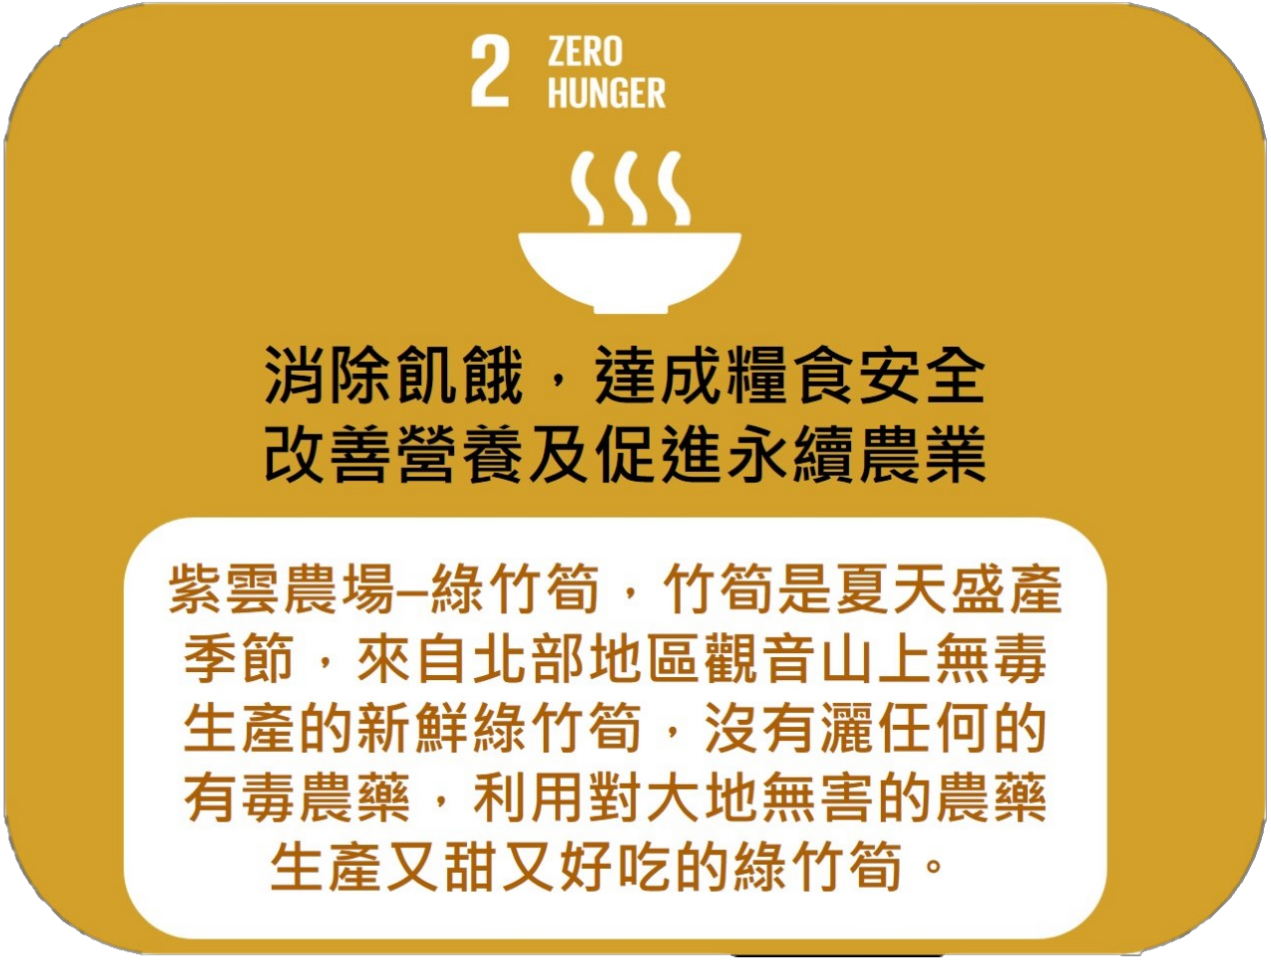 2 ZERO
HUNGER
消除飢餓，達成糧食安全
改善營養及促進永續農業
紫雲農場–綠竹筍，竹筍是夏天盛產
季節，來自北部地區觀音山上無毒
生產的新鮮綠竹筍，沒有灑任何的
有毒農藥，利用對大地無害的農藥
生產又甜又好吃的綠竹筍。